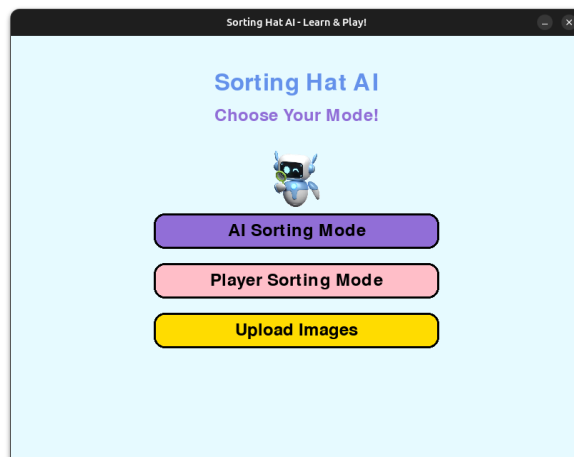 Sorting Hat AI - Learn & Play!
Sorting Hat AI
Choose Your Mode!
AI Sorting Mode
Player Sorting Mode
Upload Images